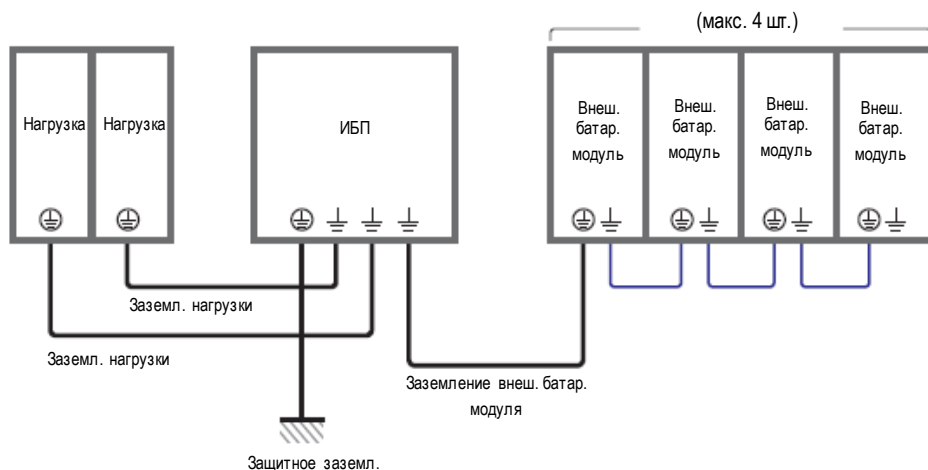 (макс. 4 шт.)
Нагрузка
Нагрузка
ИБП
Внеш.
батар.
модуль
Внеш.
батар.
модуль
Внеш.
батар.
модуль
Внеш.
батар.
модуль
Заземл. нагрузки
Заземл. нагрузки
Заземление внеш. батар.
модуля
Защитное заземл.